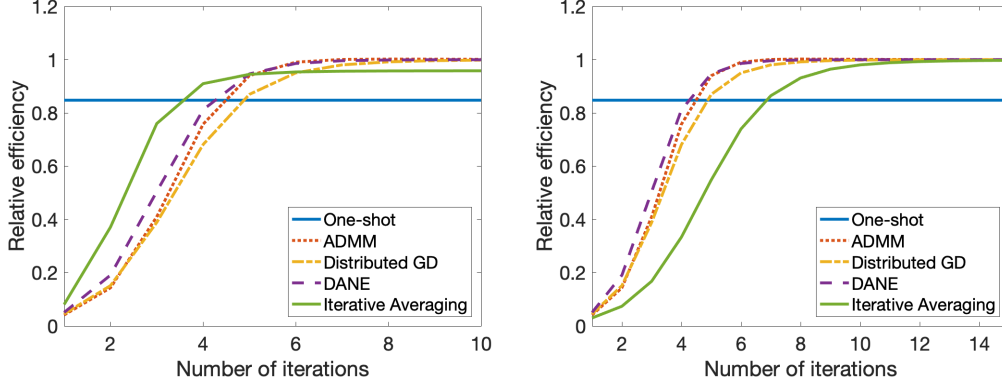 1.2
1
0.8
0.6
0.4
0.2
0
Relative efficiency
2 4 6 8 10
Number of iterations
One-shot
ADMM
Distributed GD
DANE
Iterative Averaging
1.2
1
0.8
0.6
0.4
0.2
0
Relative efficiency
2 4 6 8 10 12 14
Number of iterations
One-shot
ADMM
Distributed GD
DANE
Iterative Averaging